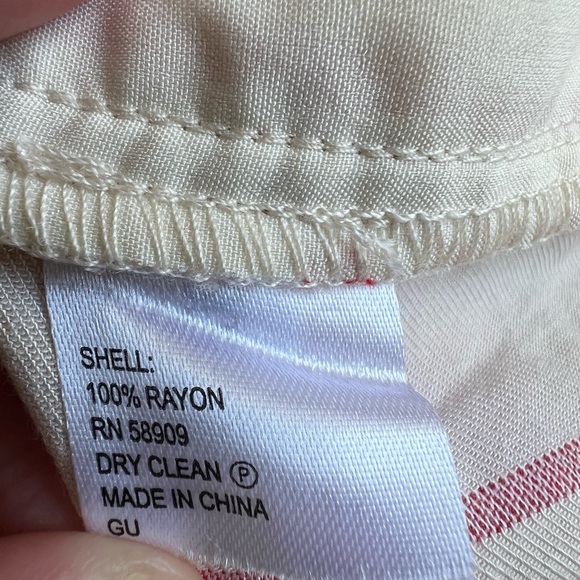 SHELL:
100% RAYON
RN 58909
DRY CLEAN Ⓟ
MADE IN CHINA
GU